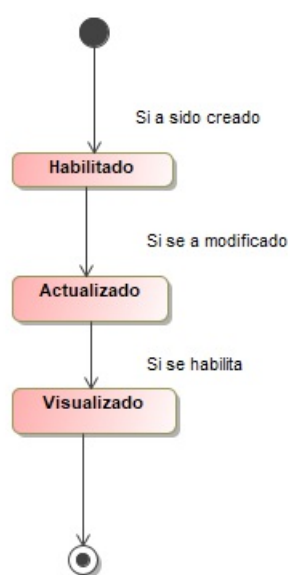 Si a sido creado
Habilitado
Si se a modificado
Actualizado
Si se habilita
Visualizado